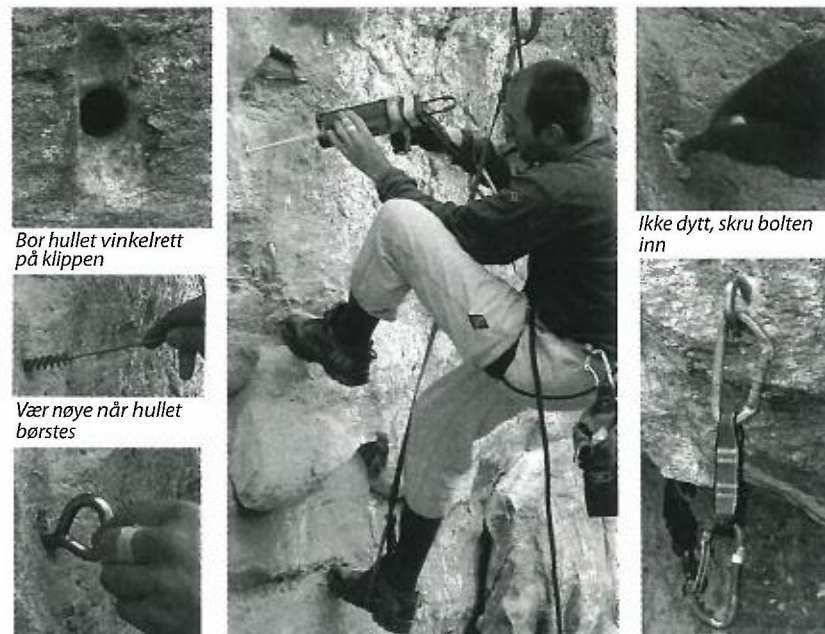 Bor hullet vinkelrett
på klippen
Vær nøye når hullet
børstes
Ikke dytt, skru bolten
inn